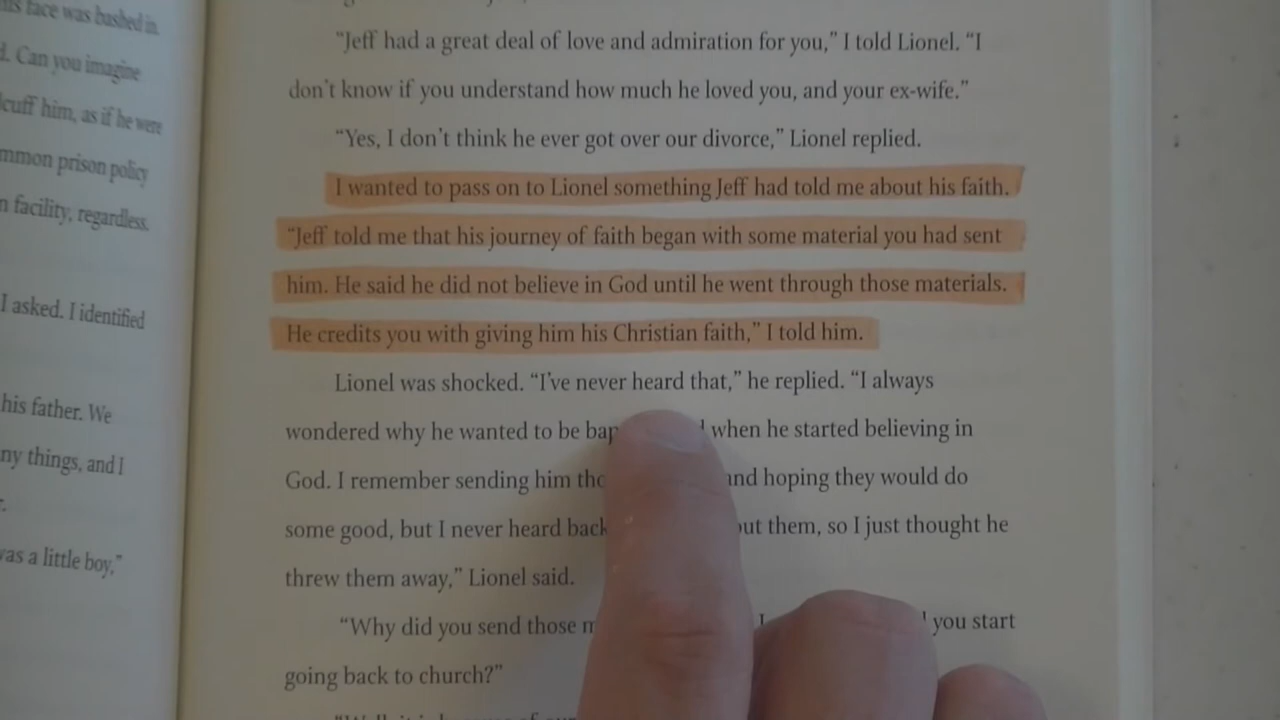 his face was bashed in.
d. Can you imagine
dcuff him, as if he were
mmon prison policy
n facility, regardless.
I asked. I identified
his father. We
ny things, and I
r.
was a little boy,”
“Jeff had a great deal of love and admiration for you,” I told Lionel. “I
don’t know if you understand how much he loved you, and your ex-wife.”
“Yes, I don’t think he ever got over our divorce,” Lionel replied.
I wanted to pass on to Lionel something Jeff had told me about his faith.
“Jeff told me that his journey of faith began with some material you had sent
him. He said he did not believe in God until he went through those materials.
He credits you with giving him his Christian faith,” I told him.
Lionel was shocked. “I’ve never heard that,” he replied. “I always
wondered why he wanted to be bap when he started believing in
God. I remember sending him tho and hoping they would do
some good, but I never heard back out them, so I just thought he
threw them away,” Lionel said.
“Why did you send those m you start
going back to church?”